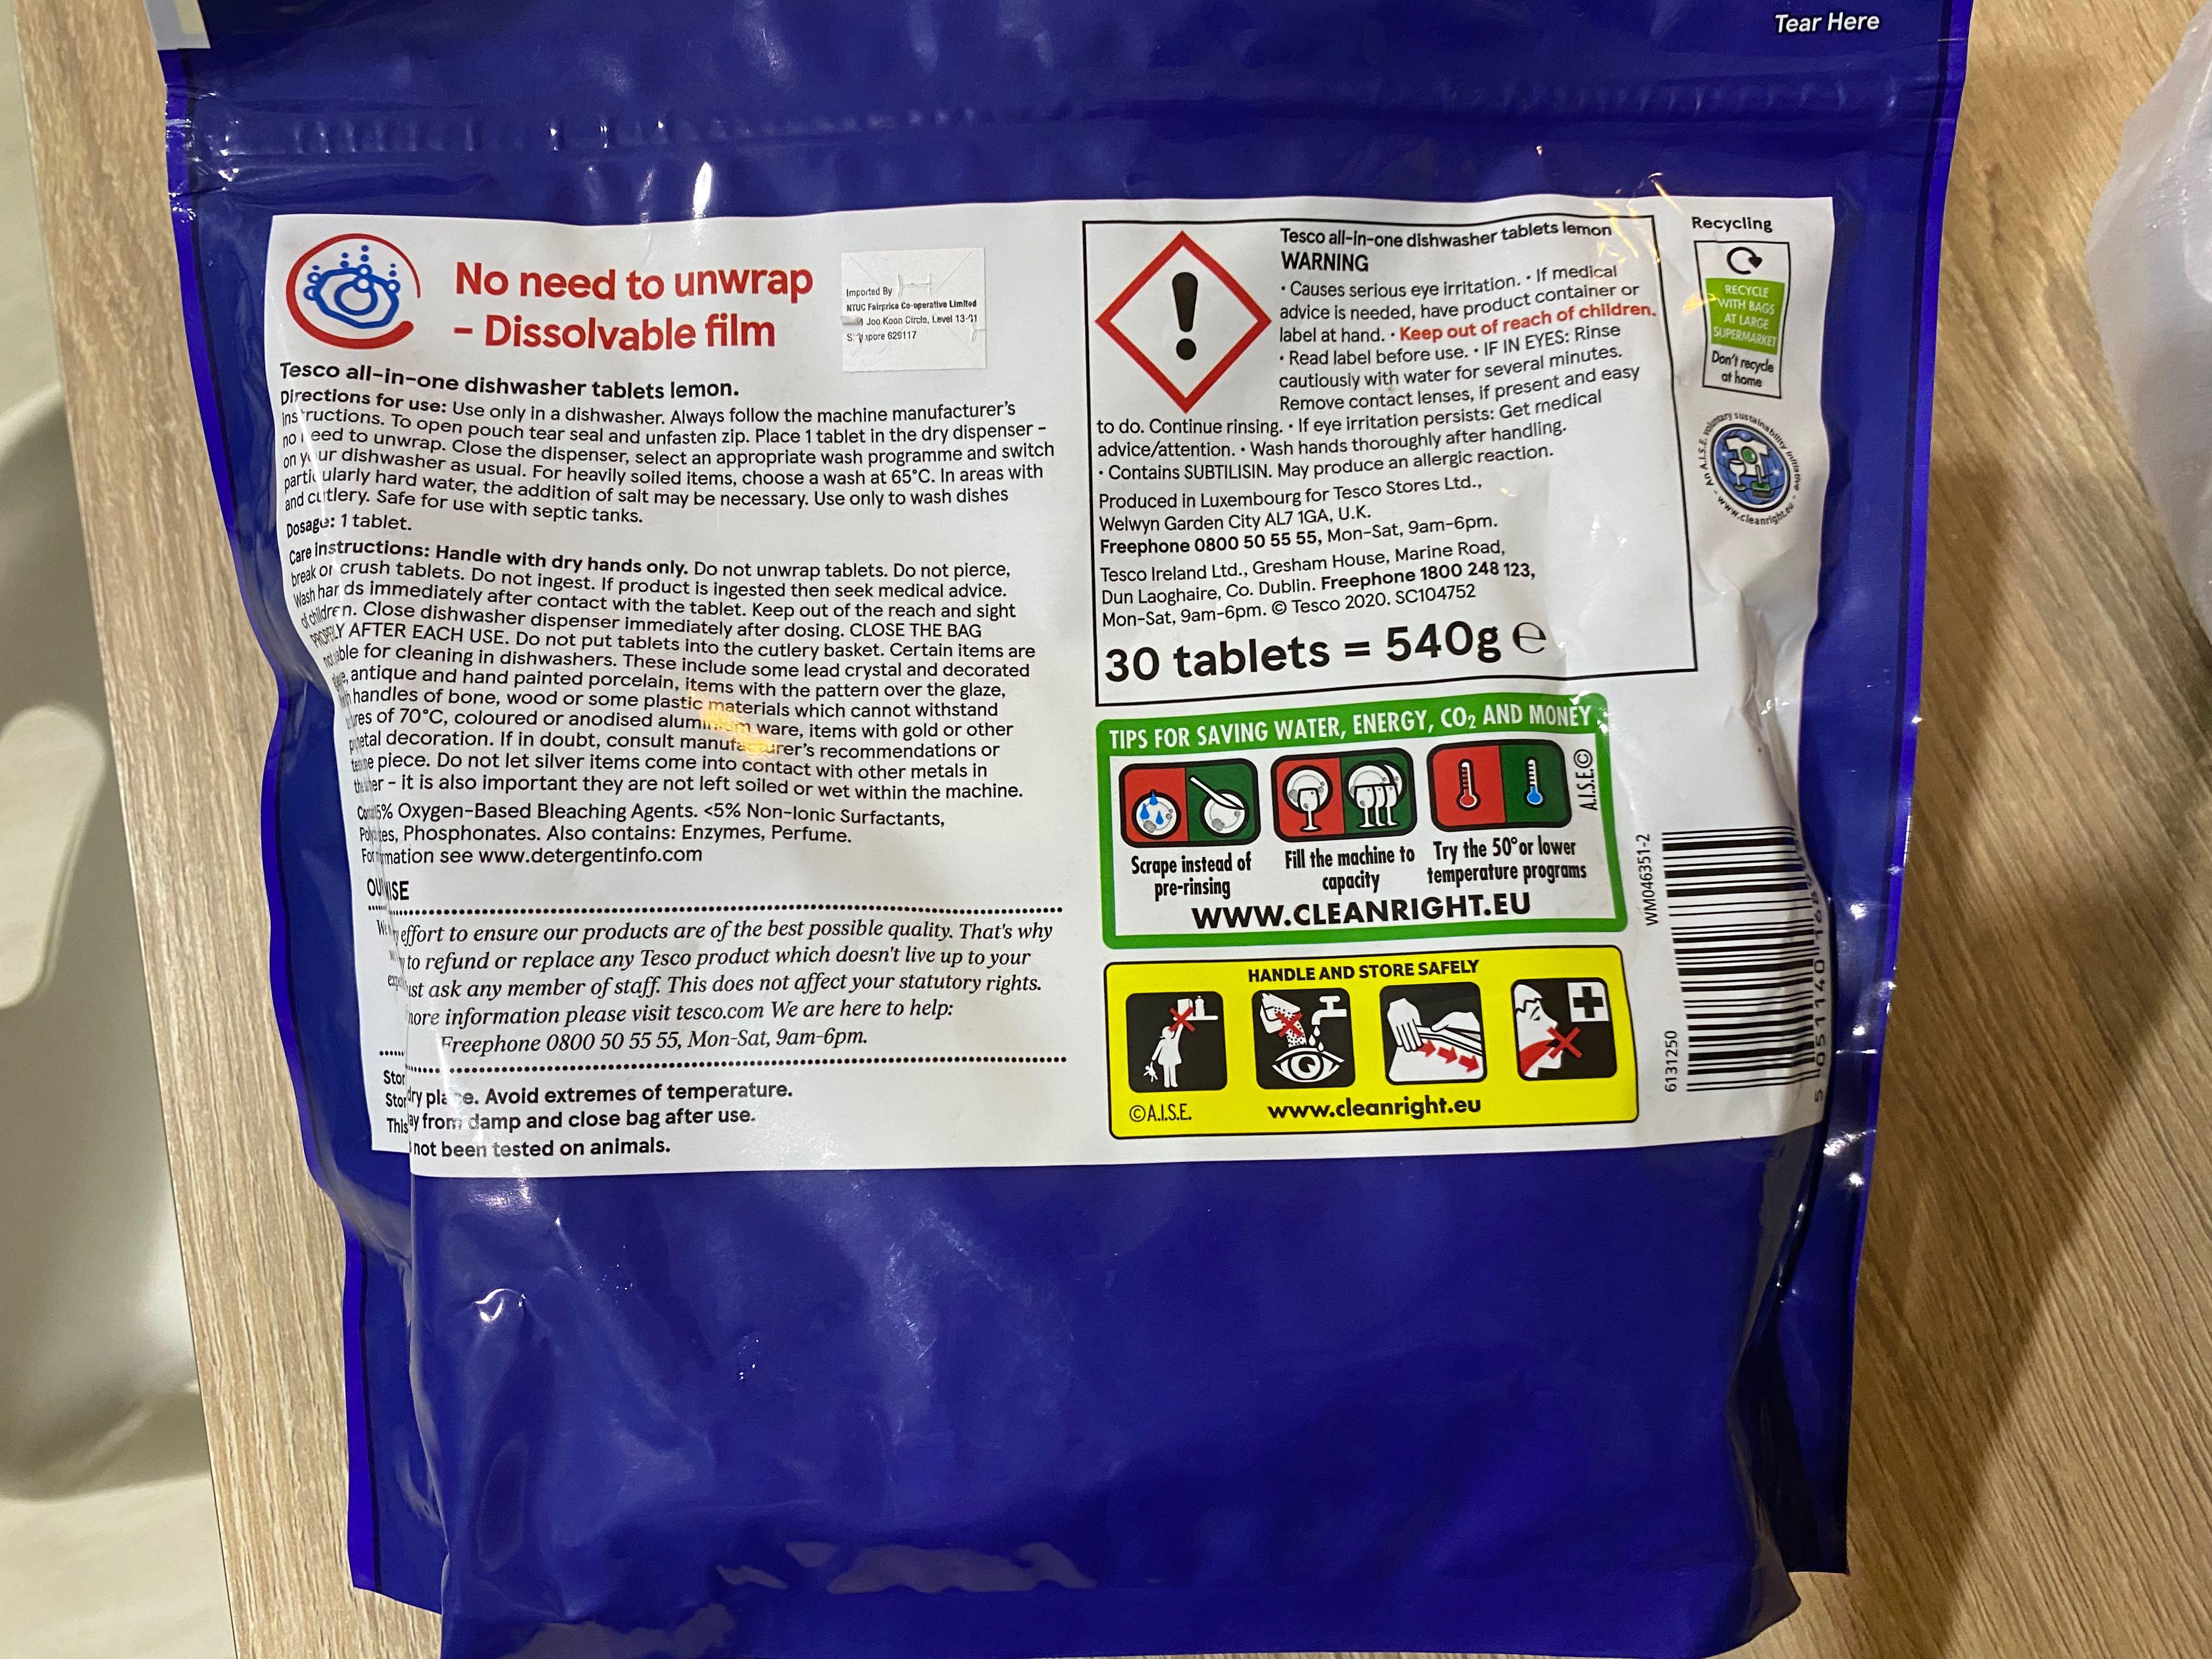 Tear Here
No need to unwrap
– Dissolvable film
Imported By
NTUC Fairprice Co-operative Limited
Joo Koon Circle, Level 13-01
629117
Tesco all-in-one dishwasher tablets lemon.
Directions for use: Use only in a dishwasher. Always follow the machine manufacturer's
instructions. To open pouch tear seal and unfasten zip. Place 1 tablet in the dry dispenser –
no need to unwrap. Close the dispenser, select an appropriate wash programme and switch
on your dishwasher as usual. For heavily soiled items, choose a wash at 65°C. In areas with
particularly hard water, the addition of salt may be necessary. Use only to wash dishes
and cutlery. Safe for use with septic tanks.
Dosage: 1 tablet.
Care instructions: Handle with dry hands only. Do not unwrap tablets. Do not pierce,
break or crush tablets. Do not ingest. If product is ingested then seek medical advice.
Wash hands immediately after contact with the tablet. Keep out of the reach and sight
of children. Close dishwasher dispenser immediately after dosing. CLOSE THE BAG
PROPERLY AFTER EACH USE. Do not put tablets into the cutlery basket. Certain items are
for cleaning in dishwashers. These include some lead crystal and decorated
antique and hand painted porcelain, items with the pattern over the glaze,
handles of bone, wood or some plastic materials which cannot withstand
of 70°C, coloured or anodised aluminium ware, items with gold or other
metal decoration. If in doubt, consult manufacturer's recommendations or
piece. Do not let silver items come into contact with other metals in
– it is also important they are not left soiled or wet within the machine.
5% Oxygen-Based Bleaching Agents. <5% Non-Ionic Surfactants,
Phosphonates. Also contains: Enzymes, Perfume.
see www.detergentinfo.com
effort to ensure our products are of the best possible quality. That's why
to refund or replace any Tesco product which doesn't live up to your
ask any member of staff. This does not affect your statutory rights.
more information please visit tesco.com We are here to help:
Freephone 0800 50 55 55, Mon-Sat, 9am-6pm.
dry place. Avoid extremes of temperature.
from damp and close bag after use.
This
not been tested on animals.
Tesco all-in-one dishwasher tablets lemon
WARNING
• Causes serious eye irritation. • If medical
advice is needed, have product container or
label at hand. • Keep out of reach of children.
• Read label before use. • IF IN EYES: Rinse
cautiously with water for several minutes.
Remove contact lenses, if present and easy
to do. Continue rinsing. • If eye irritation persists: Get medical
advice/attention. • Wash hands thoroughly after handling.
• Contains SUBTILISIN. May produce an allergic reaction.
Produced in Luxembourg for Tesco Stores Ltd.,
Welwyn Garden City AL7 1GA, U.K.
Freephone 0800 50 55 55, Mon-Sat, 9am-6pm.
Tesco Ireland Ltd., Gresham House, Marine Road,
Dun Laoghaire, Co. Dublin. Freephone 1800 248 123,
Mon-Sat, 9am-6pm. © Tesco 2020. SC104752
30 tablets = 540g e
Recycling
RECYCLE
WITH BAGS
AT LARGE
SUPERMARKET
Don't recycle
at home
An A.I.S.E. voluntary sustainability initiative
www.cleanright.eu
TIPS FOR SAVING WATER, ENERGY, CO₂ AND MONEY
A.I.S.E.©
Scrape instead of
pre-rinsing
Fill the machine to
capacity
Try the 50° or lower
temperature programs
WWW.CLEANRIGHT.EU
HANDLE AND STORE SAFELY
©A.I.S.E.
www.cleanright.eu
WM046351-2
6131250